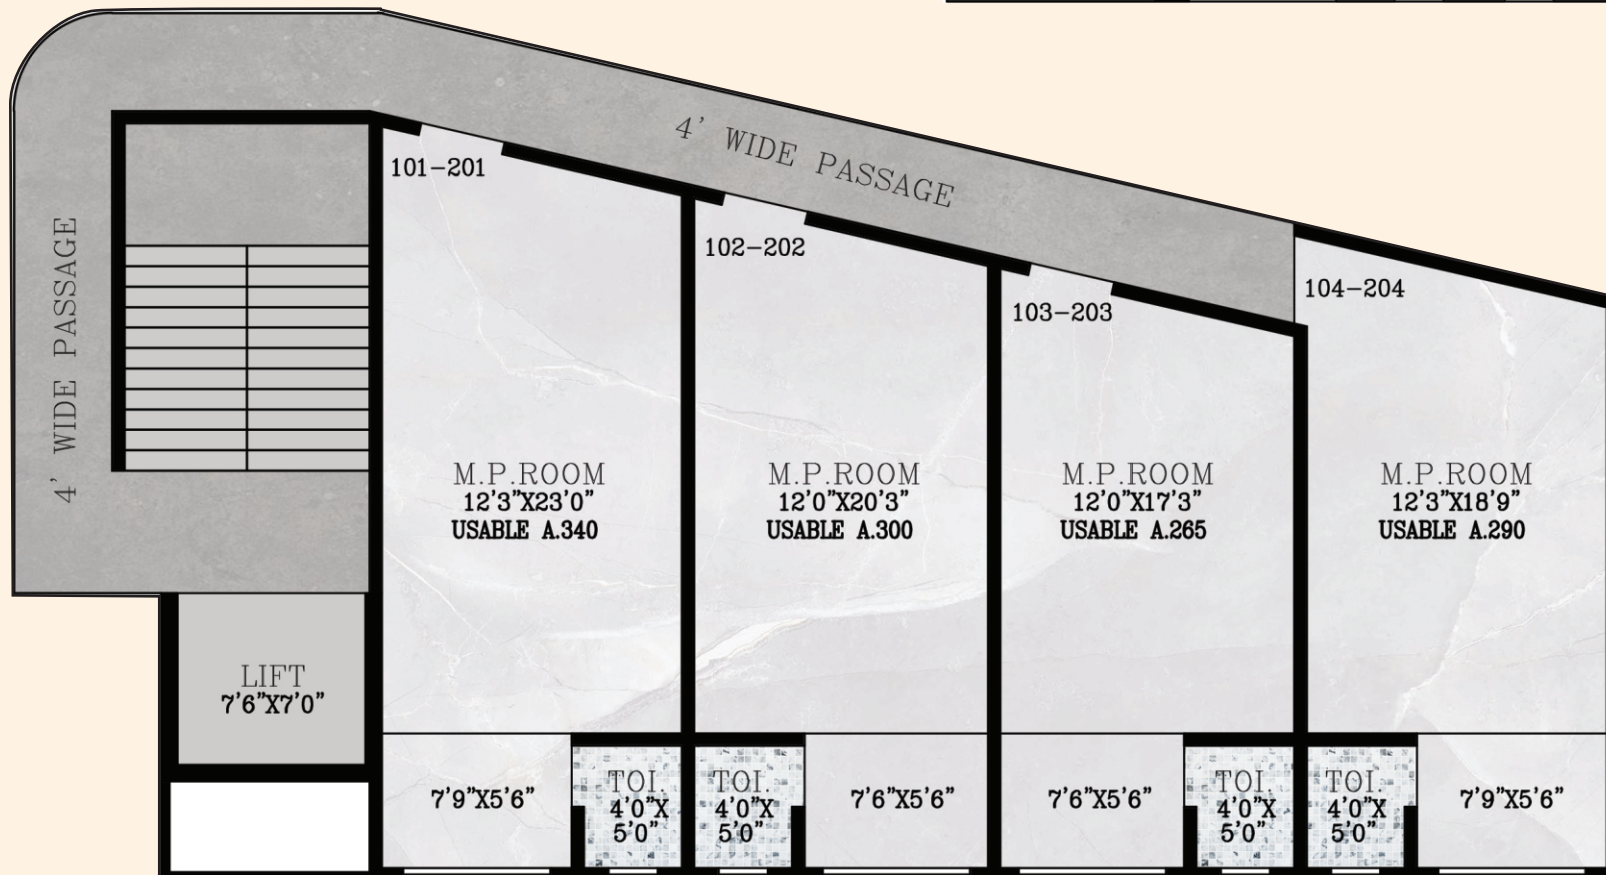 4' WIDE PASSAGE
4' WIDE PASSAGE
101-201
102-202
103-203
104-204
M.P.ROOM
12'3"X23'0"
USABLE A.340
M.P.ROOM
12'0"X20'3"
USABLE A.300
M.P.ROOM
12'0"X17'3"
USABLE A.265
M.P.ROOM
12'3"X18'9"
USABLE A.290
LIFT
7'6"X7'0"
7'9"X5'6"
TOI.
4'0"X
5'0"
TOI.
4'0"X
5'0"
7'6"X5'6"
7'6"X5'6"
TOI.
4'0"X
5'0"
TOI.
4'0"X
5'0"
7'9"X5'6"